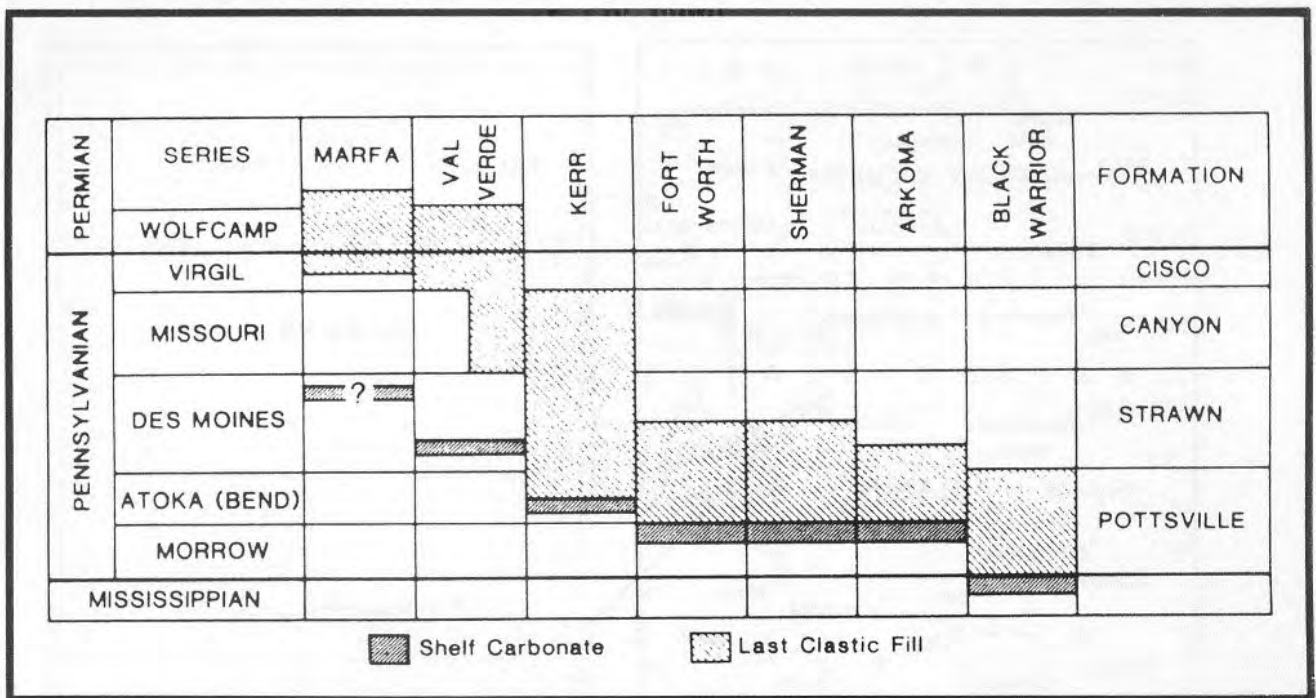 PERMIAN
SERIES
MARFA
VAL VERDE
KERR
FORT WORTH
SHERMAN
ARKOMA
BLACK WARRIOR
FORMATION
WOLFCAMP
PENNSYLVANIAN
VIRGIL
CISCO
MISSOURI
CANYON
?
DES MOINES
STRAWN
ATOKA (BEND)
POTTSVILLE
MORROW
MISSISSIPPIAN
Shelf Carbonate
Last Clastic Fill